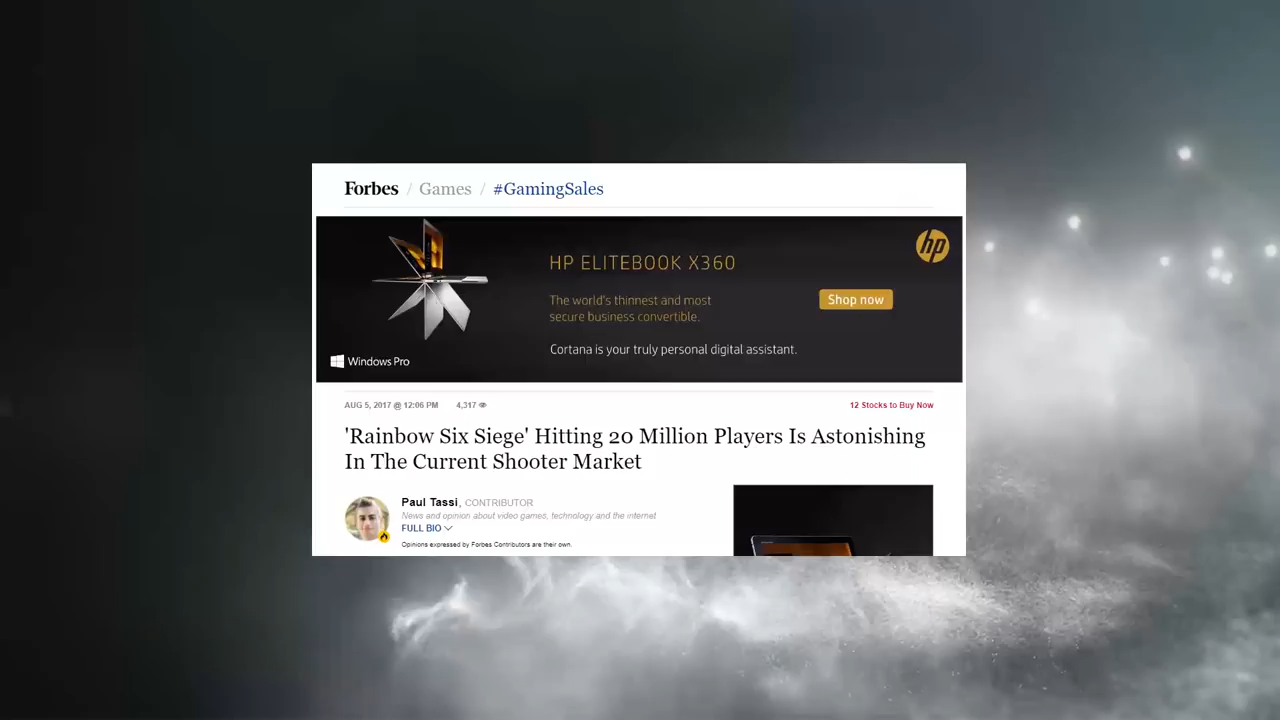 Forbes / Games / #GamingSales
hp
HP ELITEBOOK X360
The world's thinnest and most
secure business convertible.
Shop now
Cortana is your truly personal digital assistant.
Windows Pro
AUG 5, 2017 @ 12:06 PM 4,317
12 Stocks to Buy Now
'Rainbow Six Siege' Hitting 20 Million Players Is Astonishing
In The Current Shooter Market
Paul Tassi, CONTRIBUTOR
News and opinion about video games, technology and the internet
FULL BIO
Opinions expressed by Forbes Contributors are their own.